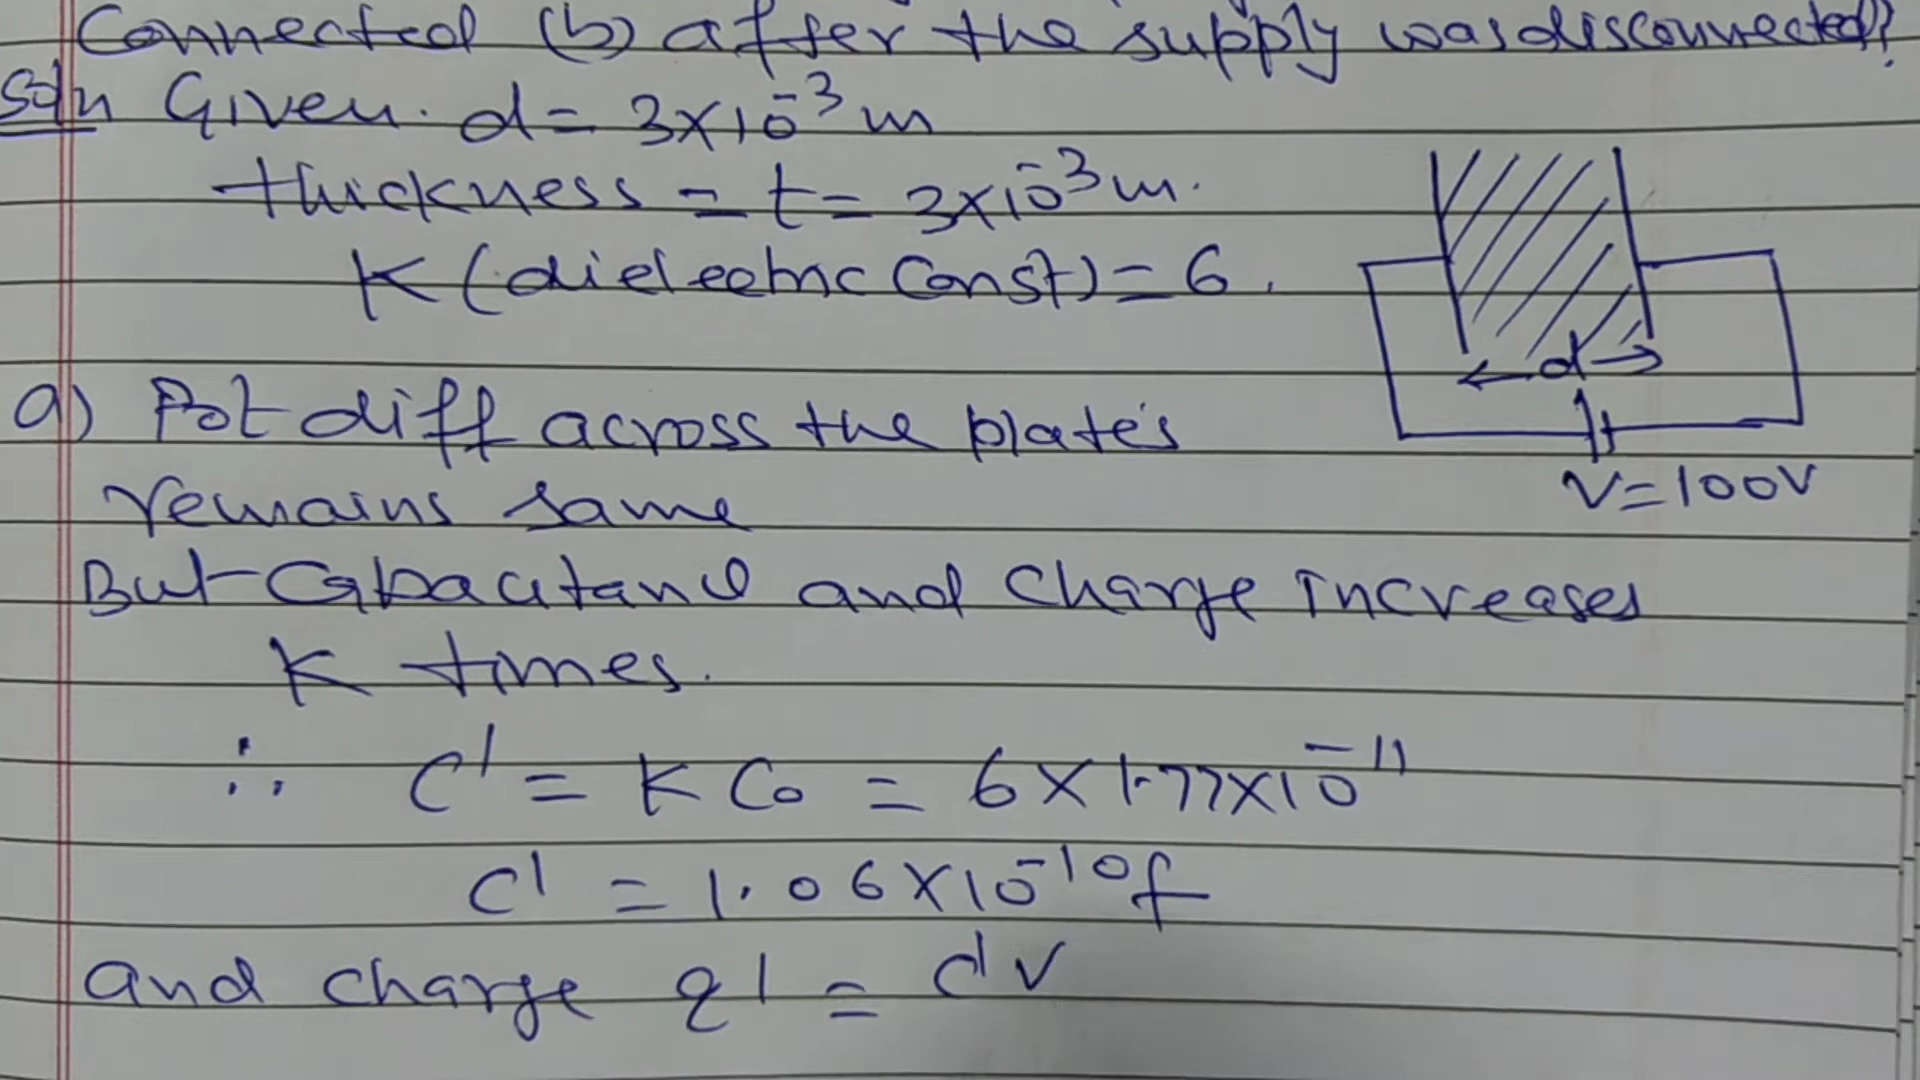 Connected (b) after the supply was disconnected?
Soln Given. d = 3×10⁻³ m
thickness = t = 3×10⁻³ m.
K (dielectric Const) = 6.
d
V=100V
a) Pot diff across the plates
remains same
But Capacitance and charge increases
K times.
∴ C' = K C₀ = 6×1.77×10⁻¹¹
C' = 1.06×10⁻¹⁰ f
and charge q' = C'V